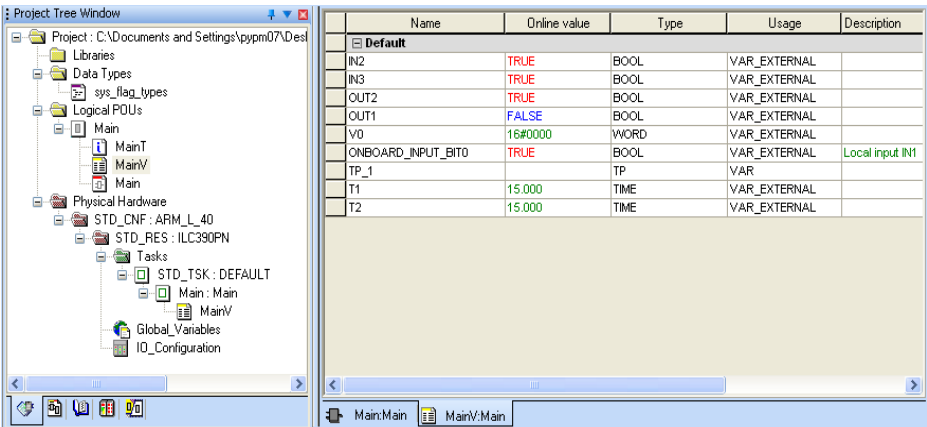 Project Tree Window
Project : C:\Documents and Settings\pypm07\Desl
Libraries
Data Types
sys_flag_types
Logical POUs
Main
MainT
MainV
Main
Physical Hardware
STD_CNF : ARM_L_40
STD_RES : ILC390PN
Tasks
STD_TSK : DEFAULT
Main : Main
MainV
Global_Variables
IO_Configuration
Name Online value Type Usage Description
Default
IN2 TRUE BOOL VAR_EXTERNAL
IN3 TRUE BOOL VAR_EXTERNAL
OUT2 TRUE BOOL VAR_EXTERNAL
OUT1 FALSE BOOL VAR_EXTERNAL
V0 16#0000 WORD VAR_EXTERNAL
ONBOARD_INPUT_BIT0 TRUE BOOL VAR_EXTERNAL Local input IN1
TP_1 TP VAR
T1 15.000 TIME VAR_EXTERNAL
T2 15.000 TIME VAR_EXTERNAL
Main:Main MainV:Main